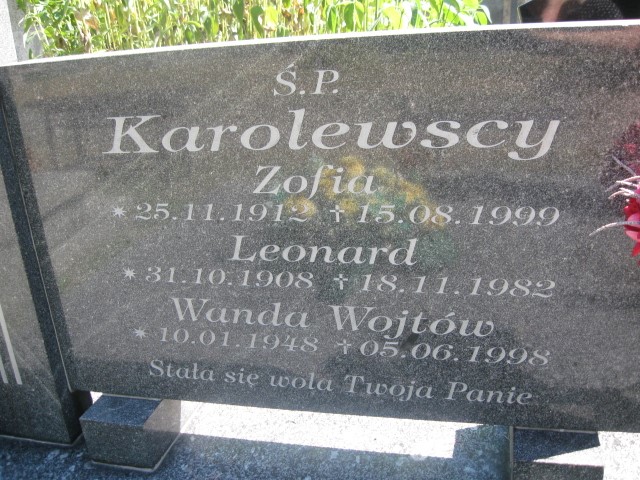 Ś.P.
Karolewscy
Zofia
* 25.11.1912 † 15.08.1999
Leonard
* 31.10.1908 † 18.11.1982
Wanda Wojtów
* 10.01.1948 † 05.06.1998
Stała się wola Twoja Panie